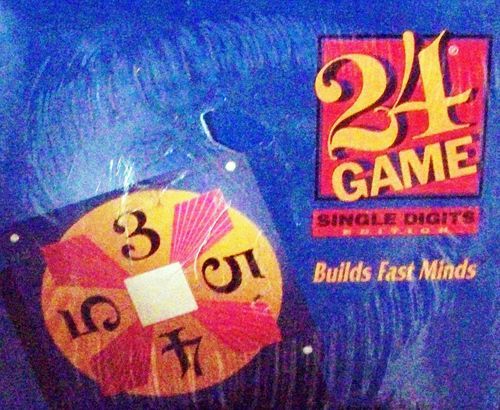 24®
GAME
SINGLE DIGITS
EDITION
Builds Fast Minds
3
5
5
4